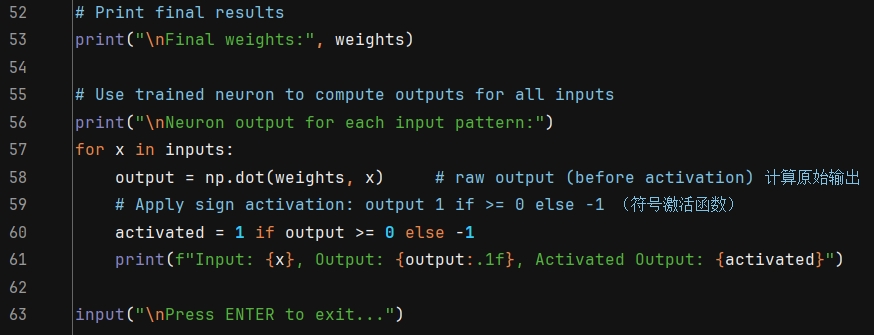 52 # Print final results
53 print("\nFinal weights:", weights)
54
55 # Use trained neuron to compute outputs for all inputs
56 print("\nNeuron output for each input pattern:")
57 for x in inputs:
58     output = np.dot(weights, x)     # raw output (before activation) 计算原始输出
59     # Apply sign activation: output 1 if >= 0 else -1 （符号激活函数）
60     activated = 1 if output >= 0 else -1
61     print(f"Input: {x}, Output: {output:.1f}, Activated Output: {activated}")
62
63 input("\nPress ENTER to exit...")